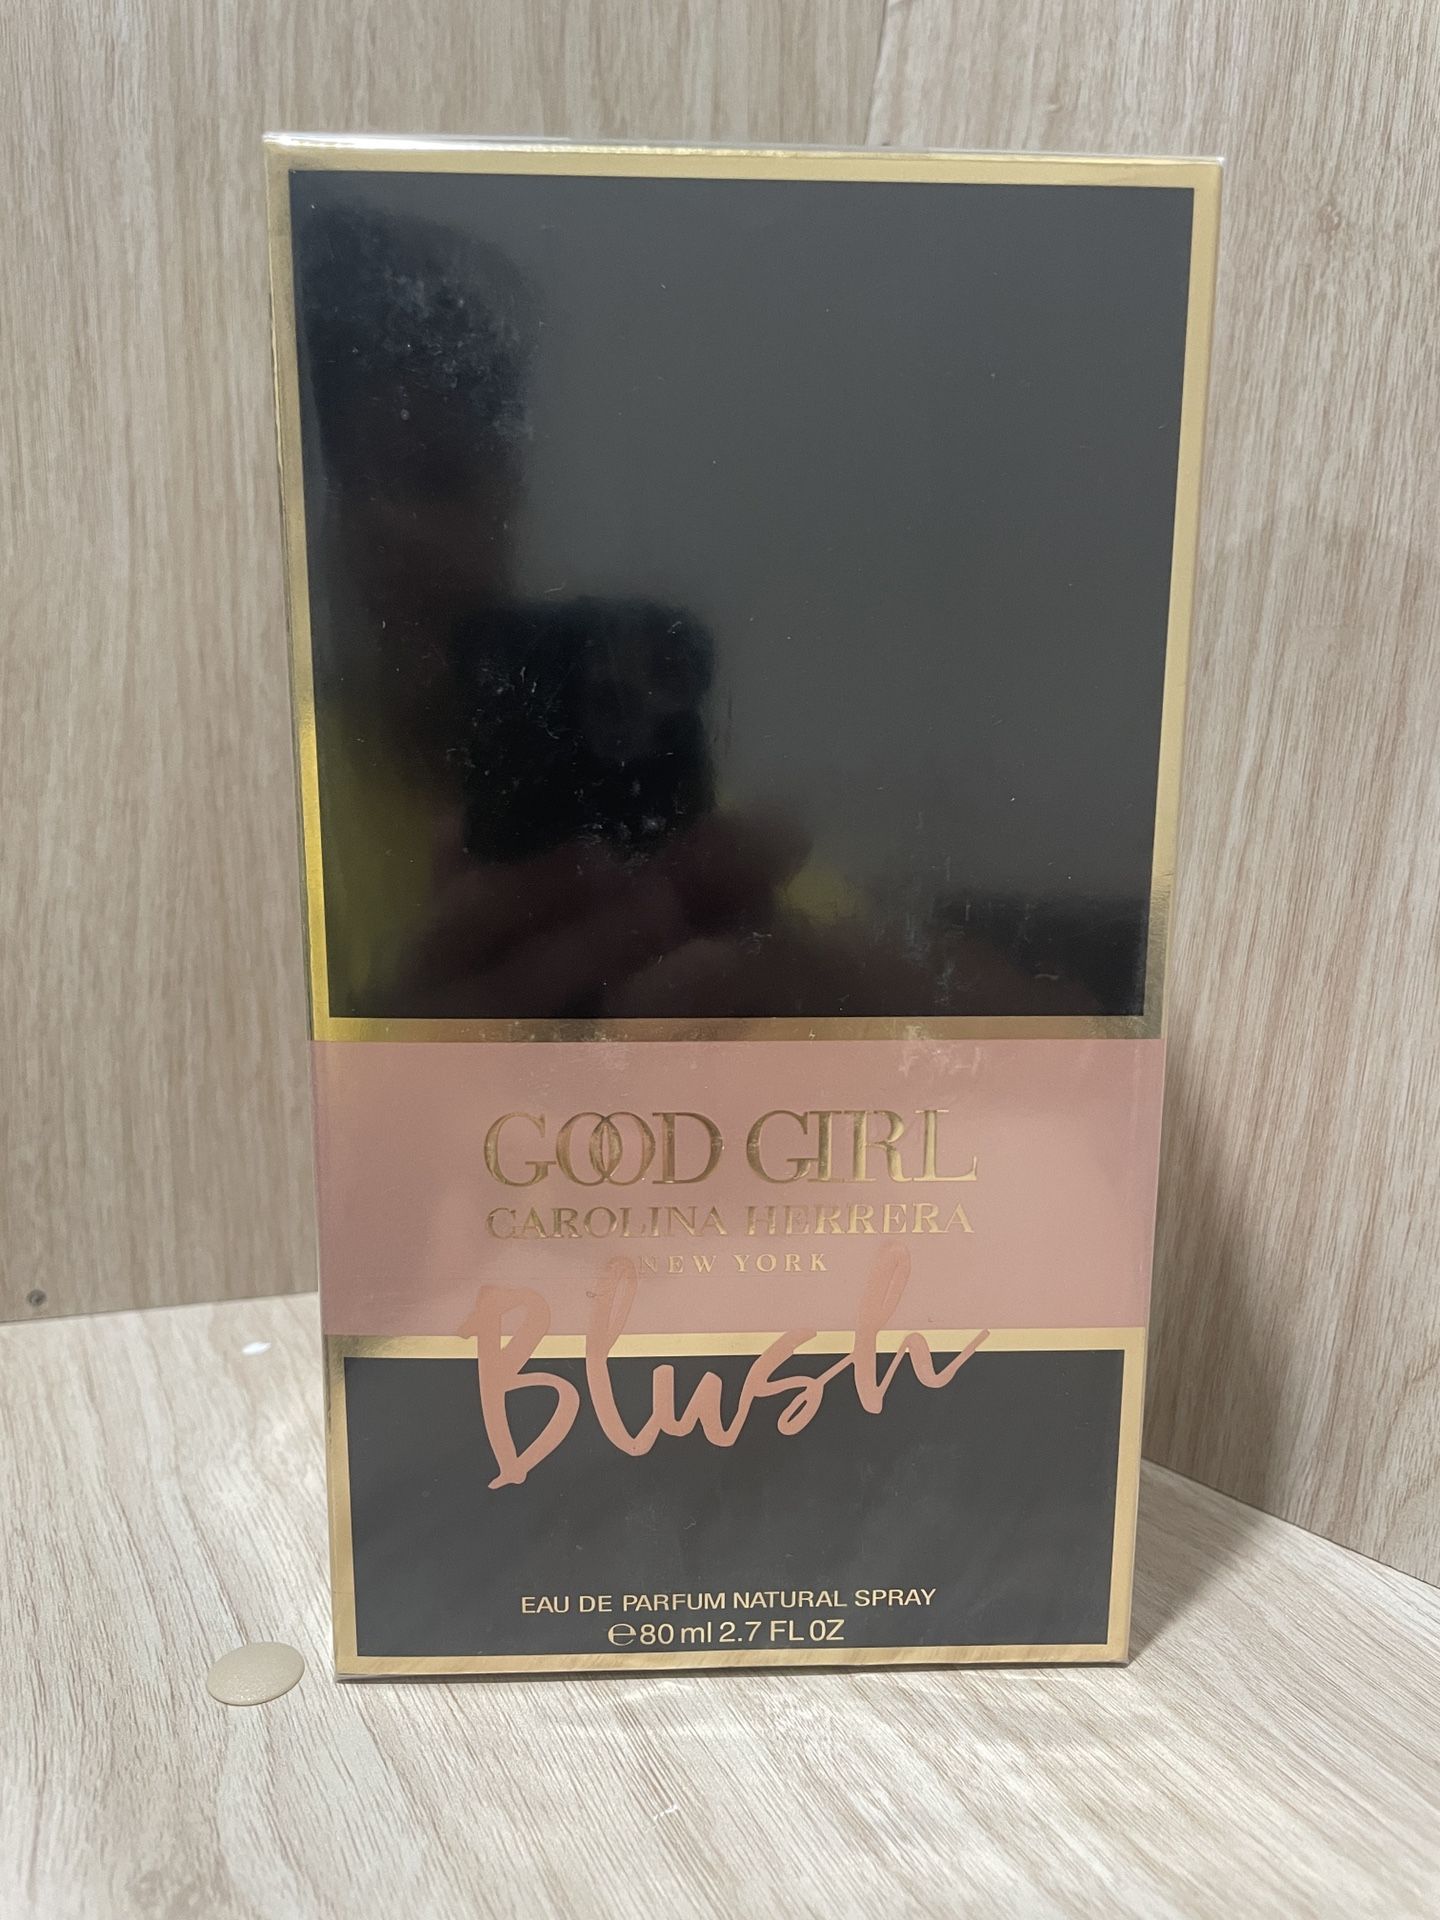 GOOD GIRL
CAROLINA HERRERA
NEW YORK
Blush
EAU DE PARFUM NATURAL SPRAY
℮80 ml 2.7 FL OZ